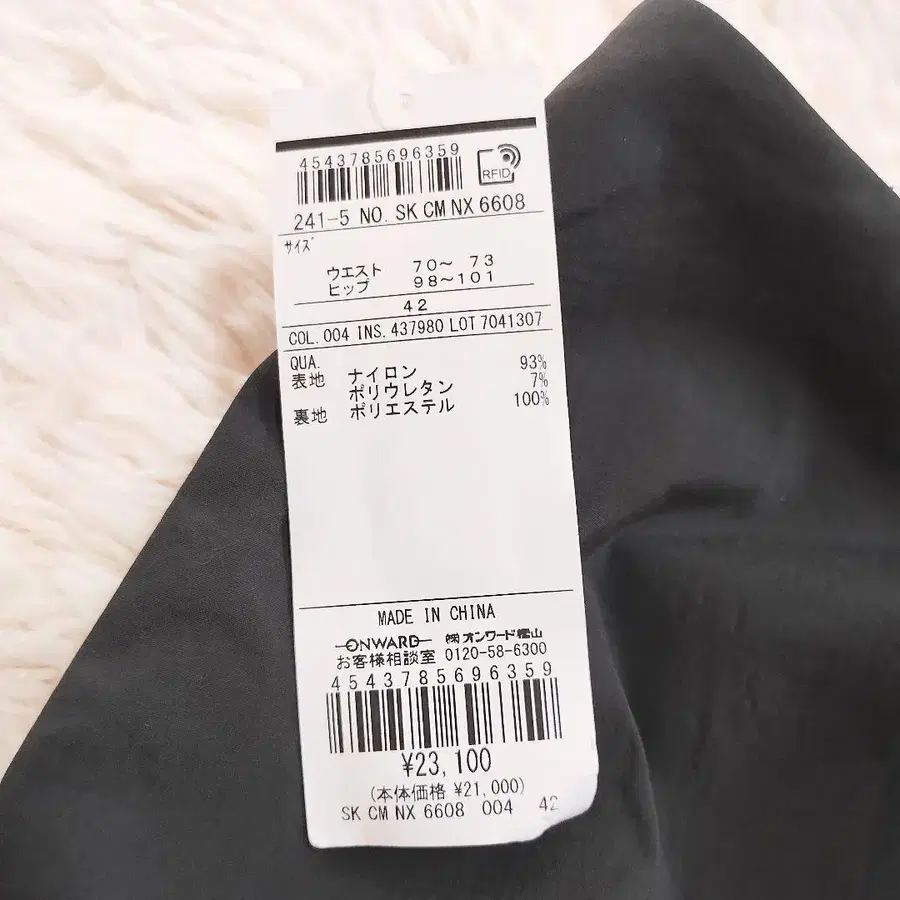 4543785696359
RFID
241-5 NO. SK CM NX 6608
サイズ
ウエスト 70～ 73
ヒップ 98～101
42
COL. 004 INS. 437980 LOT 7041307
QUA.
表地 ナイロン 93%
ポリウレタン 7%
裏地 ポリエステル 100%
MADE IN CHINA
ONWARD ㈱オンワード樫山
お客様相談室 0120-58-6300
4543785696359
¥23,100
(本体価格 ¥21,000)
SK CM NX 6608 004 42